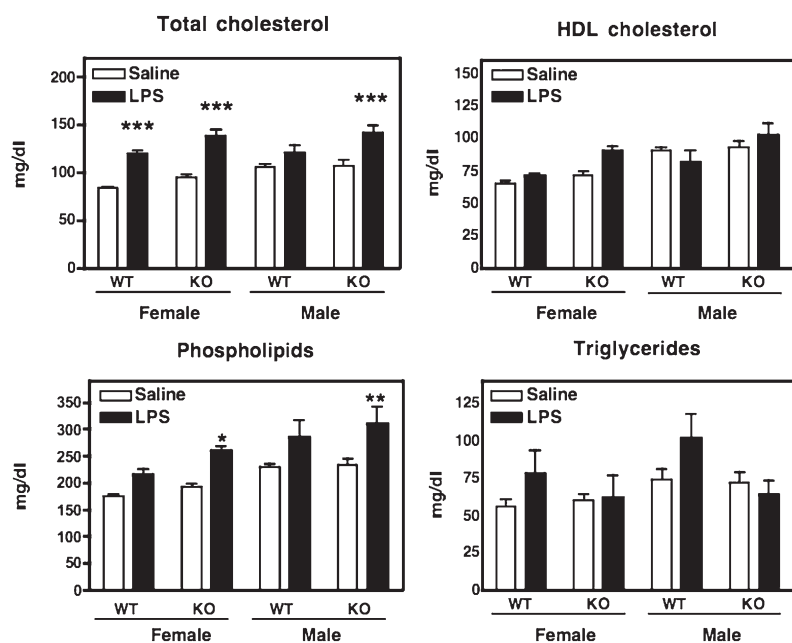 Total cholesterol
mg/dl
200
150
100
50
0
Saline
LPS
***
***
***
WT
KO
WT
KO
Female
Male
HDL cholesterol
mg/dl
150
125
100
75
50
25
0
Saline
LPS
WT
KO
WT
KO
Female
Male
Phospholipids
mg/dl
350
300
250
200
150
100
50
0
Saline
LPS
*
**
WT
KO
WT
KO
Female
Male
Triglycerides
mg/dl
125
100
75
50
25
0
Saline
LPS
WT
KO
WT
KO
Female
Male